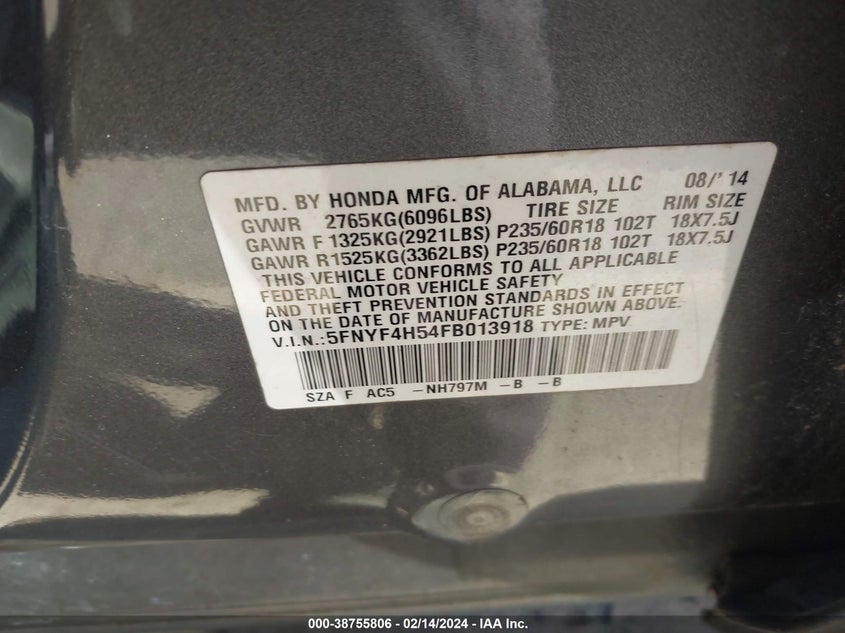 MFD. BY HONDA MFG. OF ALABAMA, LLC 08/'14
GVWR 2765KG(6096LBS) TIRE SIZE RIM SIZE
GAWR F 1325KG(2921LBS) P235/60R18 102T 18X7.5J
GAWR R1525KG(3362LBS) P235/60R18 102T 18X7.5J
THIS VEHICLE CONFORMS TO ALL APPLICABLE
FEDERAL MOTOR VEHICLE SAFETY
AND THEFT PREVENTION STANDARDS IN EFFECT
ON THE DATE OF MANUFACTURE SHOWN ABOVE.
V.I.N.:5FNYF4H54FB013918 TYPE: MPV
SZA F AC5 -NH797M -B -B
000-38755806 - 02/14/2024 - IAA Inc.